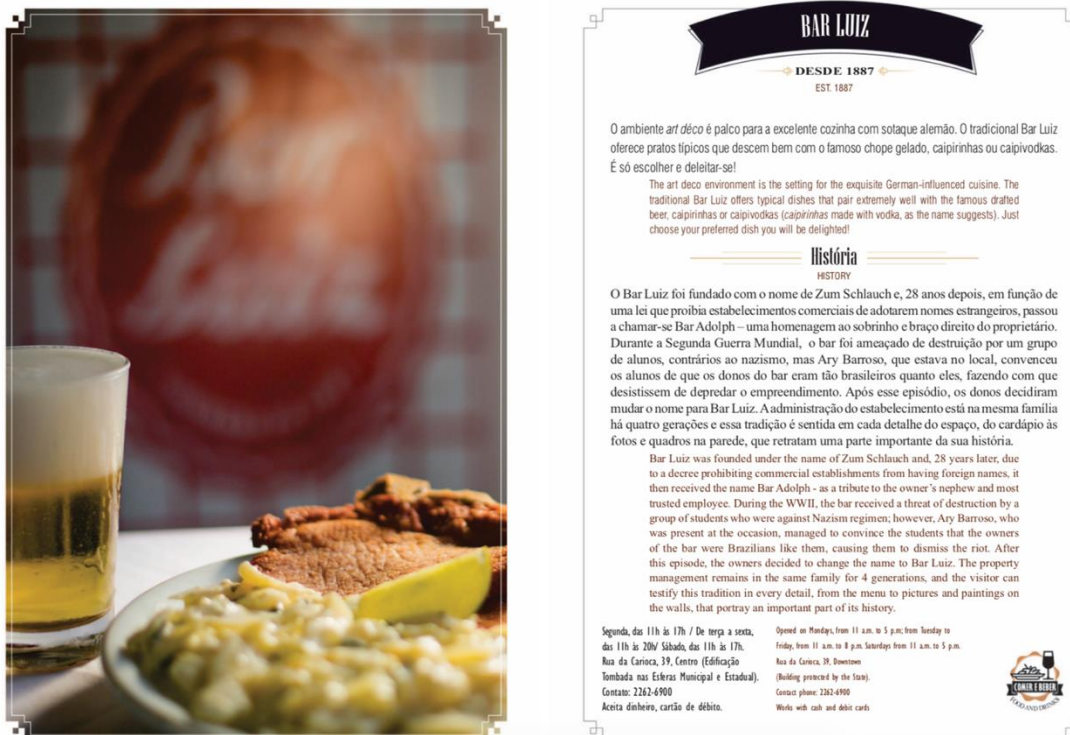 BAR LUIZ
DESDE 1887
EST. 1887
O ambiente art déco é palco para a excelente cozinha com sotaque alemão. O tradicional Bar Luiz
oferece pratos típicos que descem bem com o famoso chope gelado, caipirinhas ou caipivodkas.
É só escolher e deleitar-se!
The art deco environment is the setting for the exquisite German-influenced cuisine. The
traditional Bar Luiz offers typical dishes that pair extremely well with the famous drafted
beer, caipirinhas or caipivodkas (caipirinhas made with vodka, as the name suggests). Just
choose your preferred dish you will be delighted!
História
HISTORY
O Bar Luiz foi fundado com o nome de Zum Schlauch e, 28 anos depois, em função de
uma lei que proibia estabelecimentos comerciais de adotarem nomes estrangeiros, passou
a chamar-se Bar Adolph – uma homenagem ao sobrinho e braço direito do proprietário.
Durante a Segunda Guerra Mundial, o bar foi ameaçado de destruição por um grupo
de alunos, contrários ao nazismo, mas Ary Barroso, que estava no local, convenceu
os alunos de que os donos do bar eram tão brasileiros quanto eles, fazendo com que
desistissem de depredar o empreendimento. Após esse episódio, os donos decidiram
mudar o nome para Bar Luiz. A administração do estabelecimento está na mesma família
há quatro gerações e essa tradição é sentida em cada detalhe do espaço, do cardápio às
fotos e quadros na parede, que retratam uma parte importante da sua história.
Bar Luiz was founded under the name of Zum Schlauch and, 28 years later, due
to a decree prohibiting commercial establishments from having foreign names, it
then received the name Bar Adolph - as a tribute to the owner's nephew and most
trusted employee. During the WWII, the bar received a threat of destruction by a
group of students who were against Nazism regimen; however, Ary Barroso, who
was present at the occasion, managed to convince the students that the owners
of the bar were Brazilians like them, causing them to dismiss the riot. After
this episode, the owners decided to change the name to Bar Luiz. The property
management remains in the same family for 4 generations, and the visitor can
testify this tradition in every detail, from the menu to pictures and paintings on
the walls, that portray an important part of its history.
Segunda, das 11h às 17h / De terça a sexta,
das 11h às 20h/ Sábado, das 11h às 17h.
Rua da Carioca, 39, Centro (Edificação
Tombada nas Esferas Municipal e Estadual).
Contato: 2262-6900
Aceita dinheiro, cartão de débito.
Opened on Mondays, from 11 a.m. to 5 p.m; from Tuesday to
Friday, from 11 a.m. to 8 p.m. Saturdays from 11 a.m. to 5 p.m.
Rua da Carioca, 39, Downtown
(Building protected by the State).
Contact phone: 2262-6900
Works with cash and debit cards
COMER E BEBER
FOOD AND DRINKS